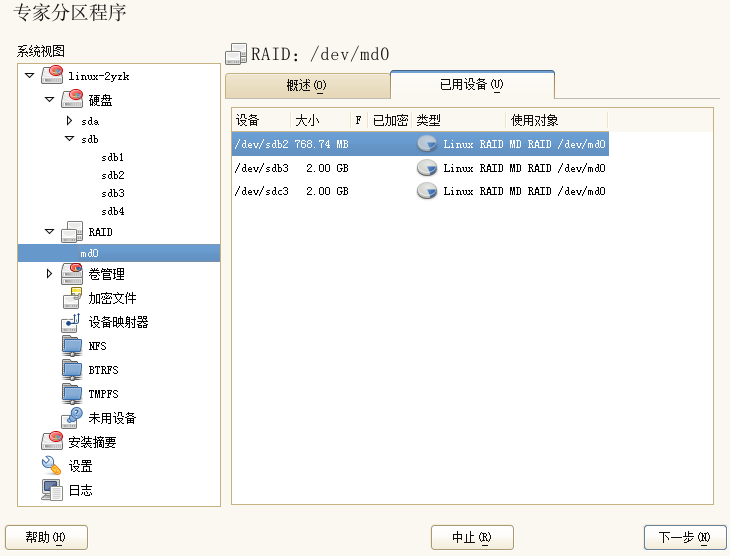 专家分区程序
系统视图
linux-2yzk
硬盘
sda
sdb
sdb1
sdb2
sdb3
sdb4
RAID
md0
卷管理
加密文件
设备映射器
NFS
BTRFS
TMPFS
未用设备
安装摘要
设置
日志
RAID: /dev/md0
概述(O) 已用设备(U)
设备 大小 F 已加密 类型 使用对象
/dev/sdb2 768.74 MB Linux RAID MD RAID /dev/md0
/dev/sdb3 2.00 GB Linux RAID MD RAID /dev/md0
/dev/sdc3 2.00 GB Linux RAID MD RAID /dev/md0
帮助(H) 中止(R) 下一步(N)